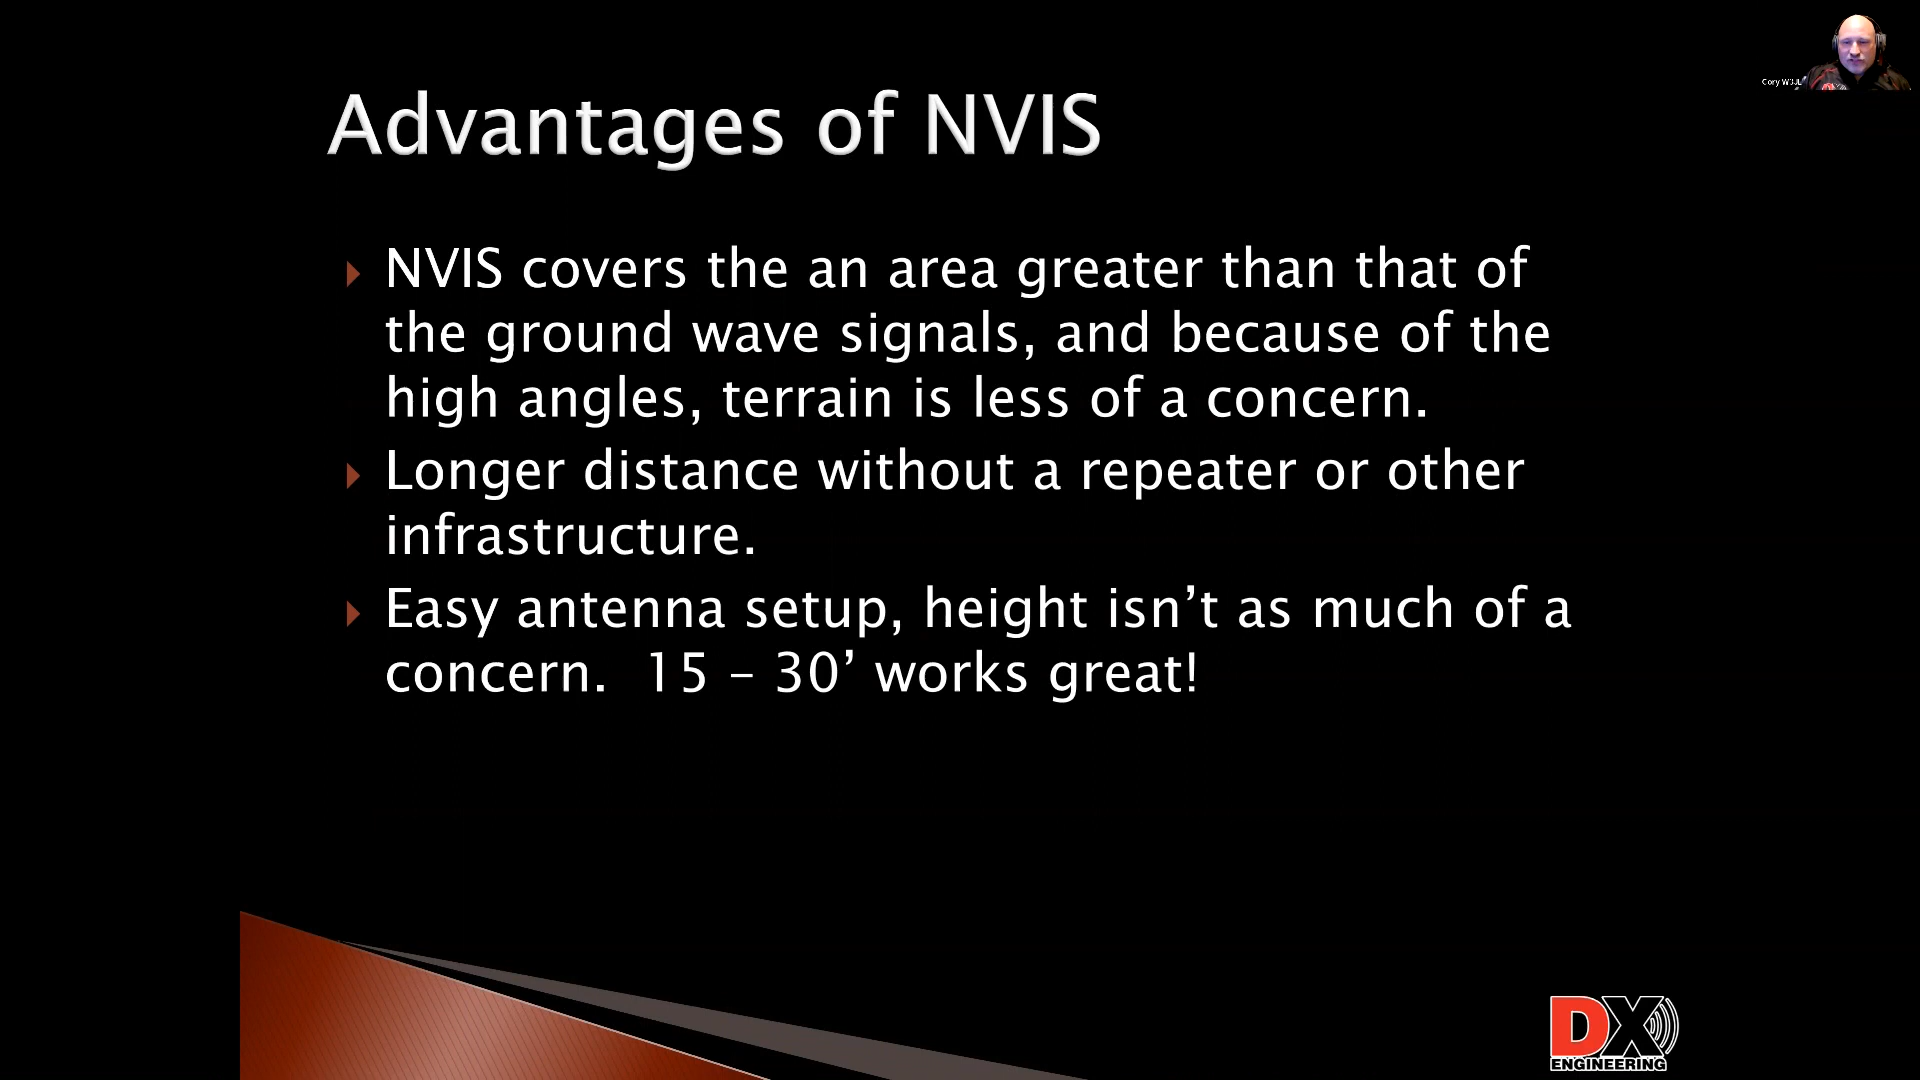 Advantages of NVIS
NVIS covers the an area greater than that of
the ground wave signals, and because of the
high angles, terrain is less of a concern.
Longer distance without a repeater or other
infrastructure.
Easy antenna setup, height isn’t as much of a
concern.  15 – 30’ works great!
Cory
DX
ENGINEERING